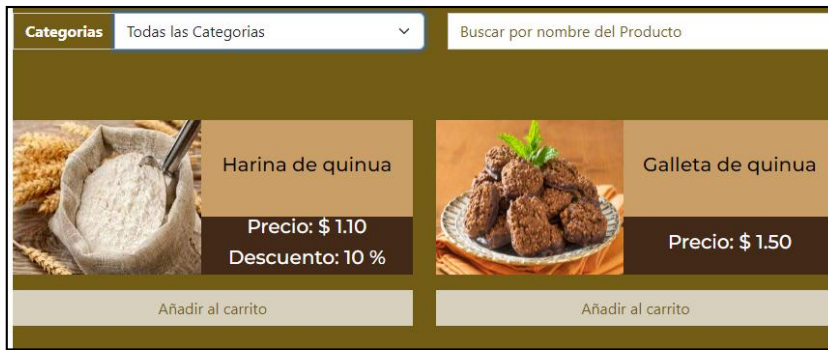 Categorias
Todas las Categorias
Buscar por nombre del Producto
Harina de quinua
Precio: $ 1.10
Descuento: 10 %
Añadir al carrito
Galleta de quinua
Precio: $ 1.50
Añadir al carrito